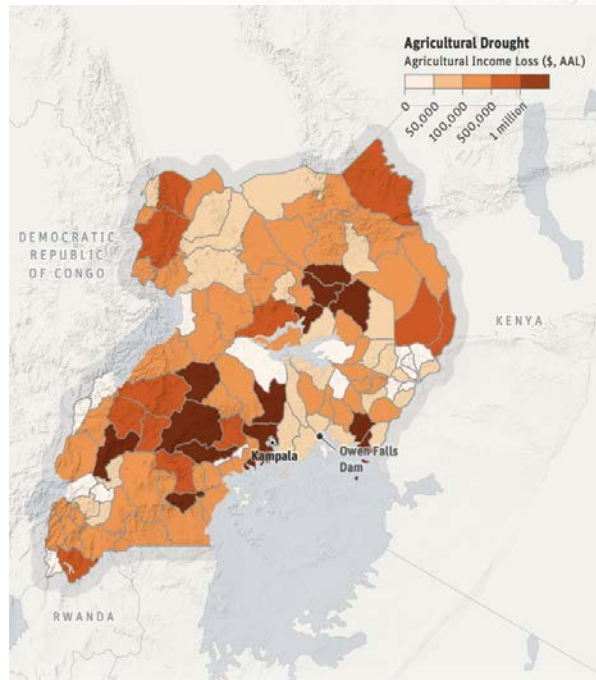 Agricultural Drought
Agricultural Income Loss ($, AAL)
0
50,000
100,000
500,000
1 million
DEMOCRATIC
REPUBLIC
OF CONGO
KENYA
Kampala
Owen Falls
Dam
RWANDA